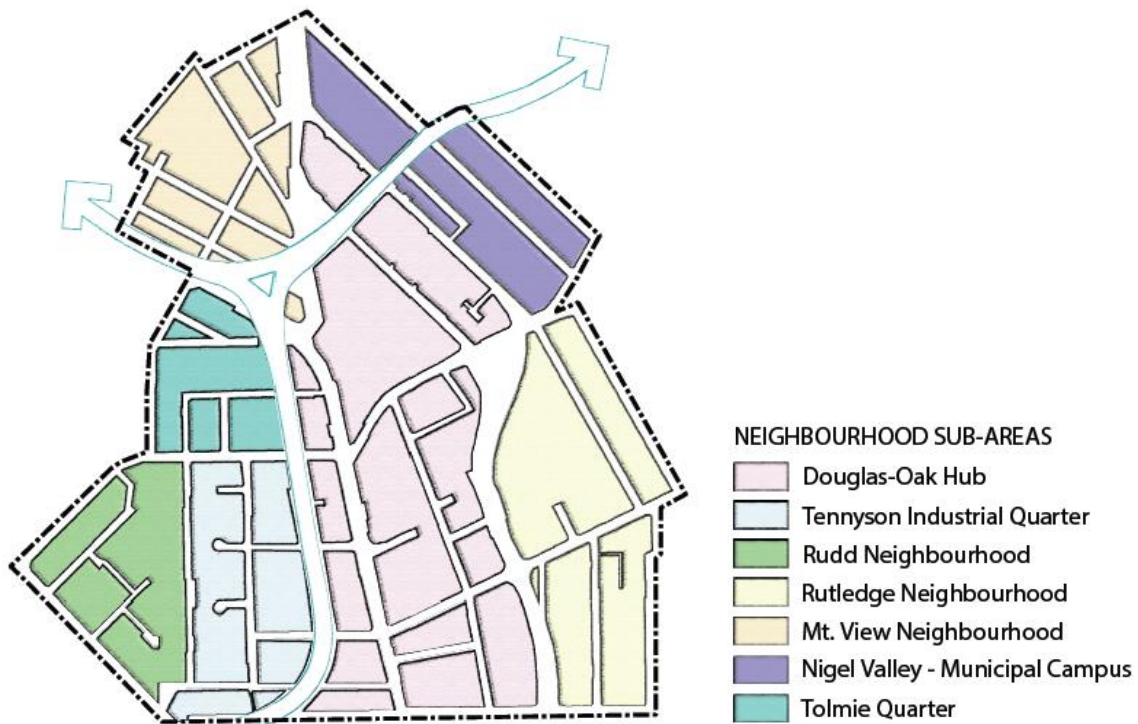 NEIGHBOURHOOD SUB-AREAS
Douglas-Oak Hub
Tennyson Industrial Quarter
Rudd Neighbourhood
Rutledge Neighbourhood
Mt. View Neighbourhood
Nigel Valley - Municipal Campus
Tolmie Quarter